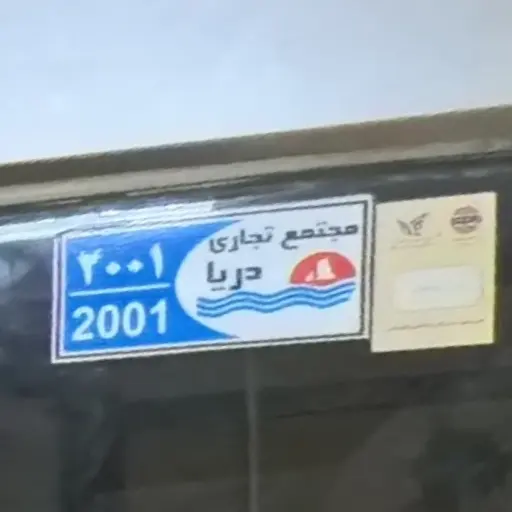 مجتمع تجاری
دریا
۲۰۰۱
2001